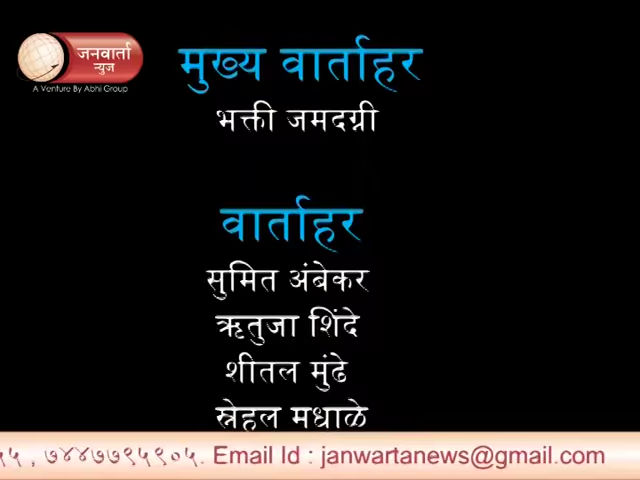 जनवार्ता
न्युज
A Venture By Abhi Group
मुख्य वार्ताहर
भक्ती जमदग्नी
वार्ताहर
सुमित अंबेकर
ऋतुजा शिंदे
शीतल मुंढे
स्नेहल मधाळे
५५ , ७४४७७९५९०५. Email Id : janwartanews@gmail.com